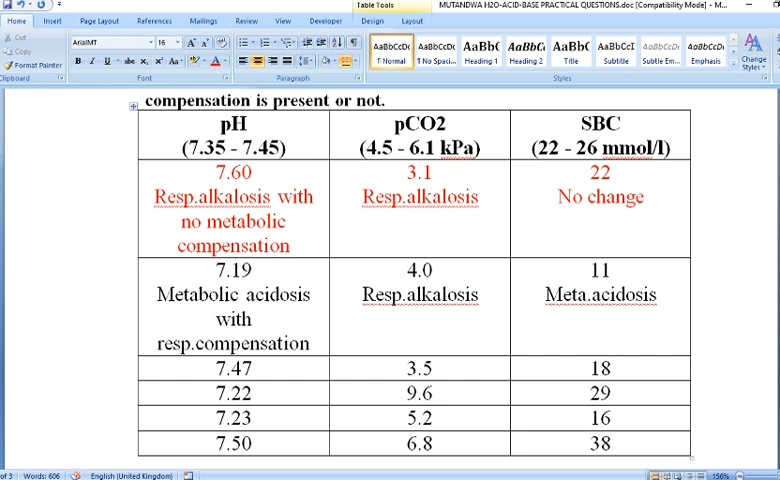 Table Tools
MUTANDWA H2O-ACID-BASE PRACTICAL QUESTIONS.doc [Compatibility Mode] - M...
Home Insert Page Layout References Mailings Review View Developer Design Layout
Cut
Copy
Format Painter
Clipboard
ArialMT 16
Font
Paragraph
AaBbCcDc AaBbCcDc AaBbC AaBbCc AaBbC AaBbCcI AaBbCcDc AaBbCcDc
¶ Normal ¶ No Spaci... Heading 1 Heading 2 Title Subtitle Subtle Em... Emphasis
Change
Styles
Styles
compensation is present or not.
pH pCO2 SBC
(7.35 - 7.45) (4.5 - 6.1 kPa) (22 - 26 mmol/l)
7.60 3.1 22
Resp.alkalosis with Resp.alkalosis No change
no metabolic
compensation
7.19 4.0 11
Metabolic acidosis Resp.alkalosis Meta.acidosis
with
resp.compensation
7.47 3.5 18
7.22 9.6 29
7.23 5.2 16
7.50 6.8 38
of 3 Words: 606 English (United Kingdom) 156%